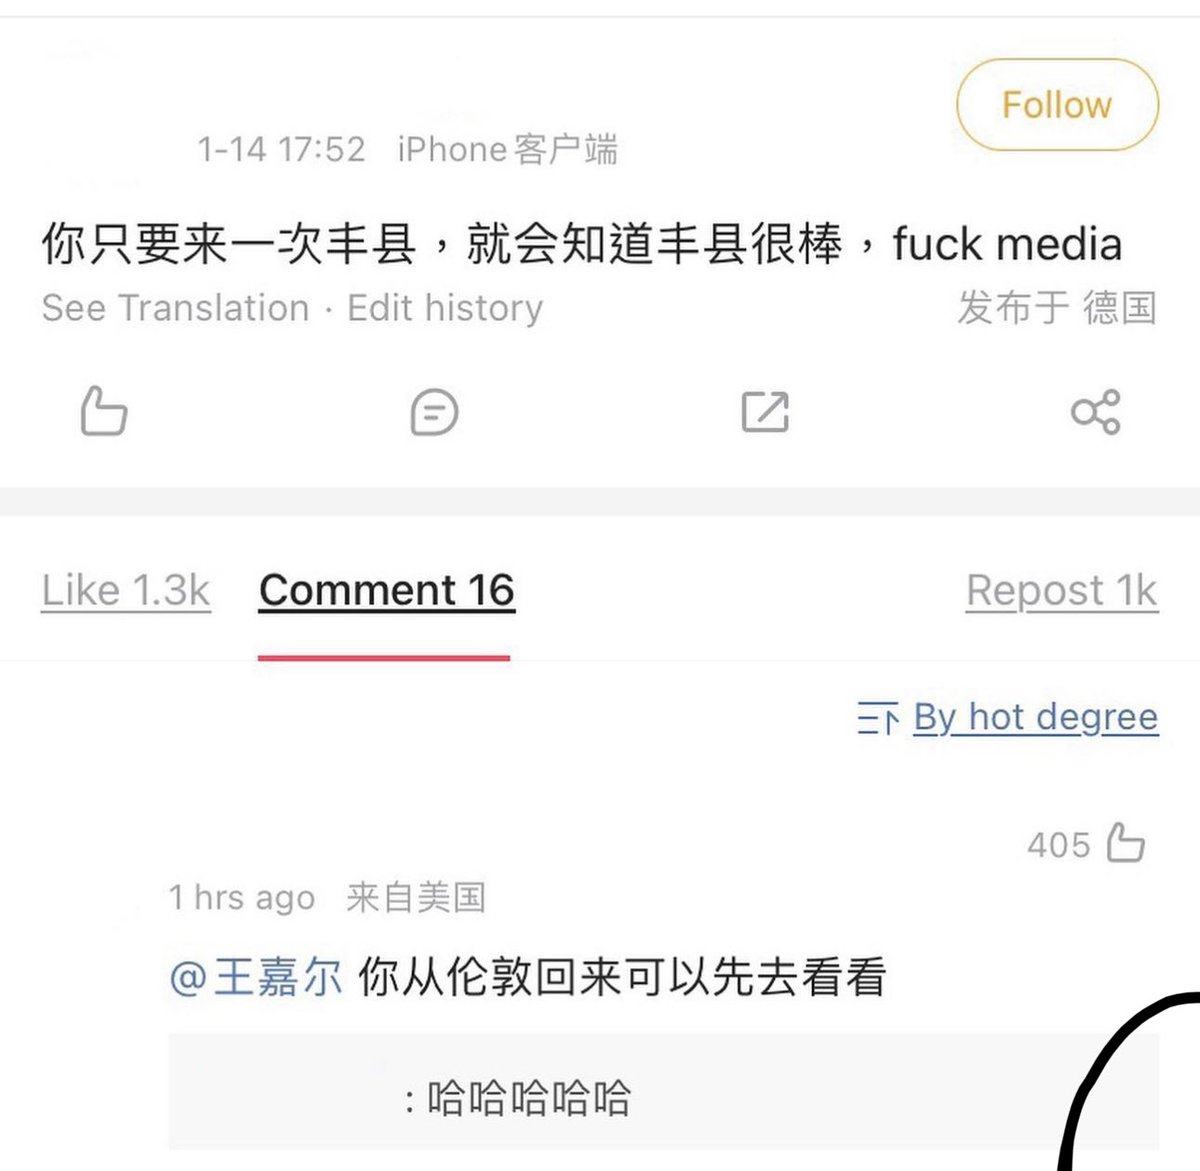 Follow
1-14 17:52 iPhone客户端
你只要来一次丰县，就会知道丰县很棒，fuck media
See Translation · Edit history
发布于 德国
Like 1.3k Comment 16 Repost 1k
By hot degree
405
1 hrs ago 来自美国
@王嘉尔 你从伦敦回来可以先去看看
: 哈哈哈哈哈